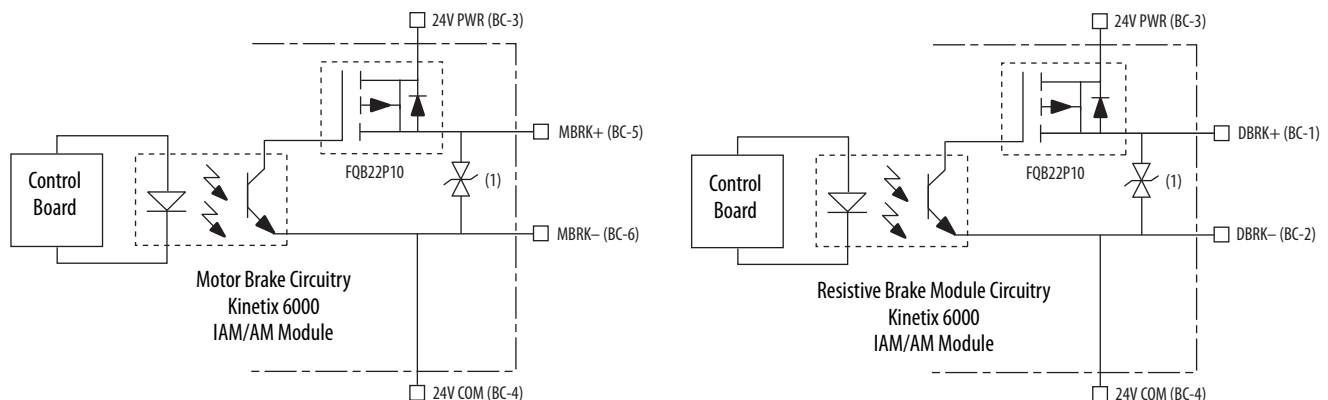 24V PWR (BC-3)
MBRK+ (BC-5)
FQB22P10
(1)
Control
Board
MBRK– (BC-6)
Motor Brake Circuitry
Kinetix 6000
IAM/AM Module
24V COM (BC-4)
24V PWR (BC-3)
DBRK+ (BC-1)
FQB22P10
(1)
Control
Board
DBRK– (BC-2)
Resistive Brake Module Circuitry
Kinetix 6000
IAM/AM Module
24V COM (BC-4)